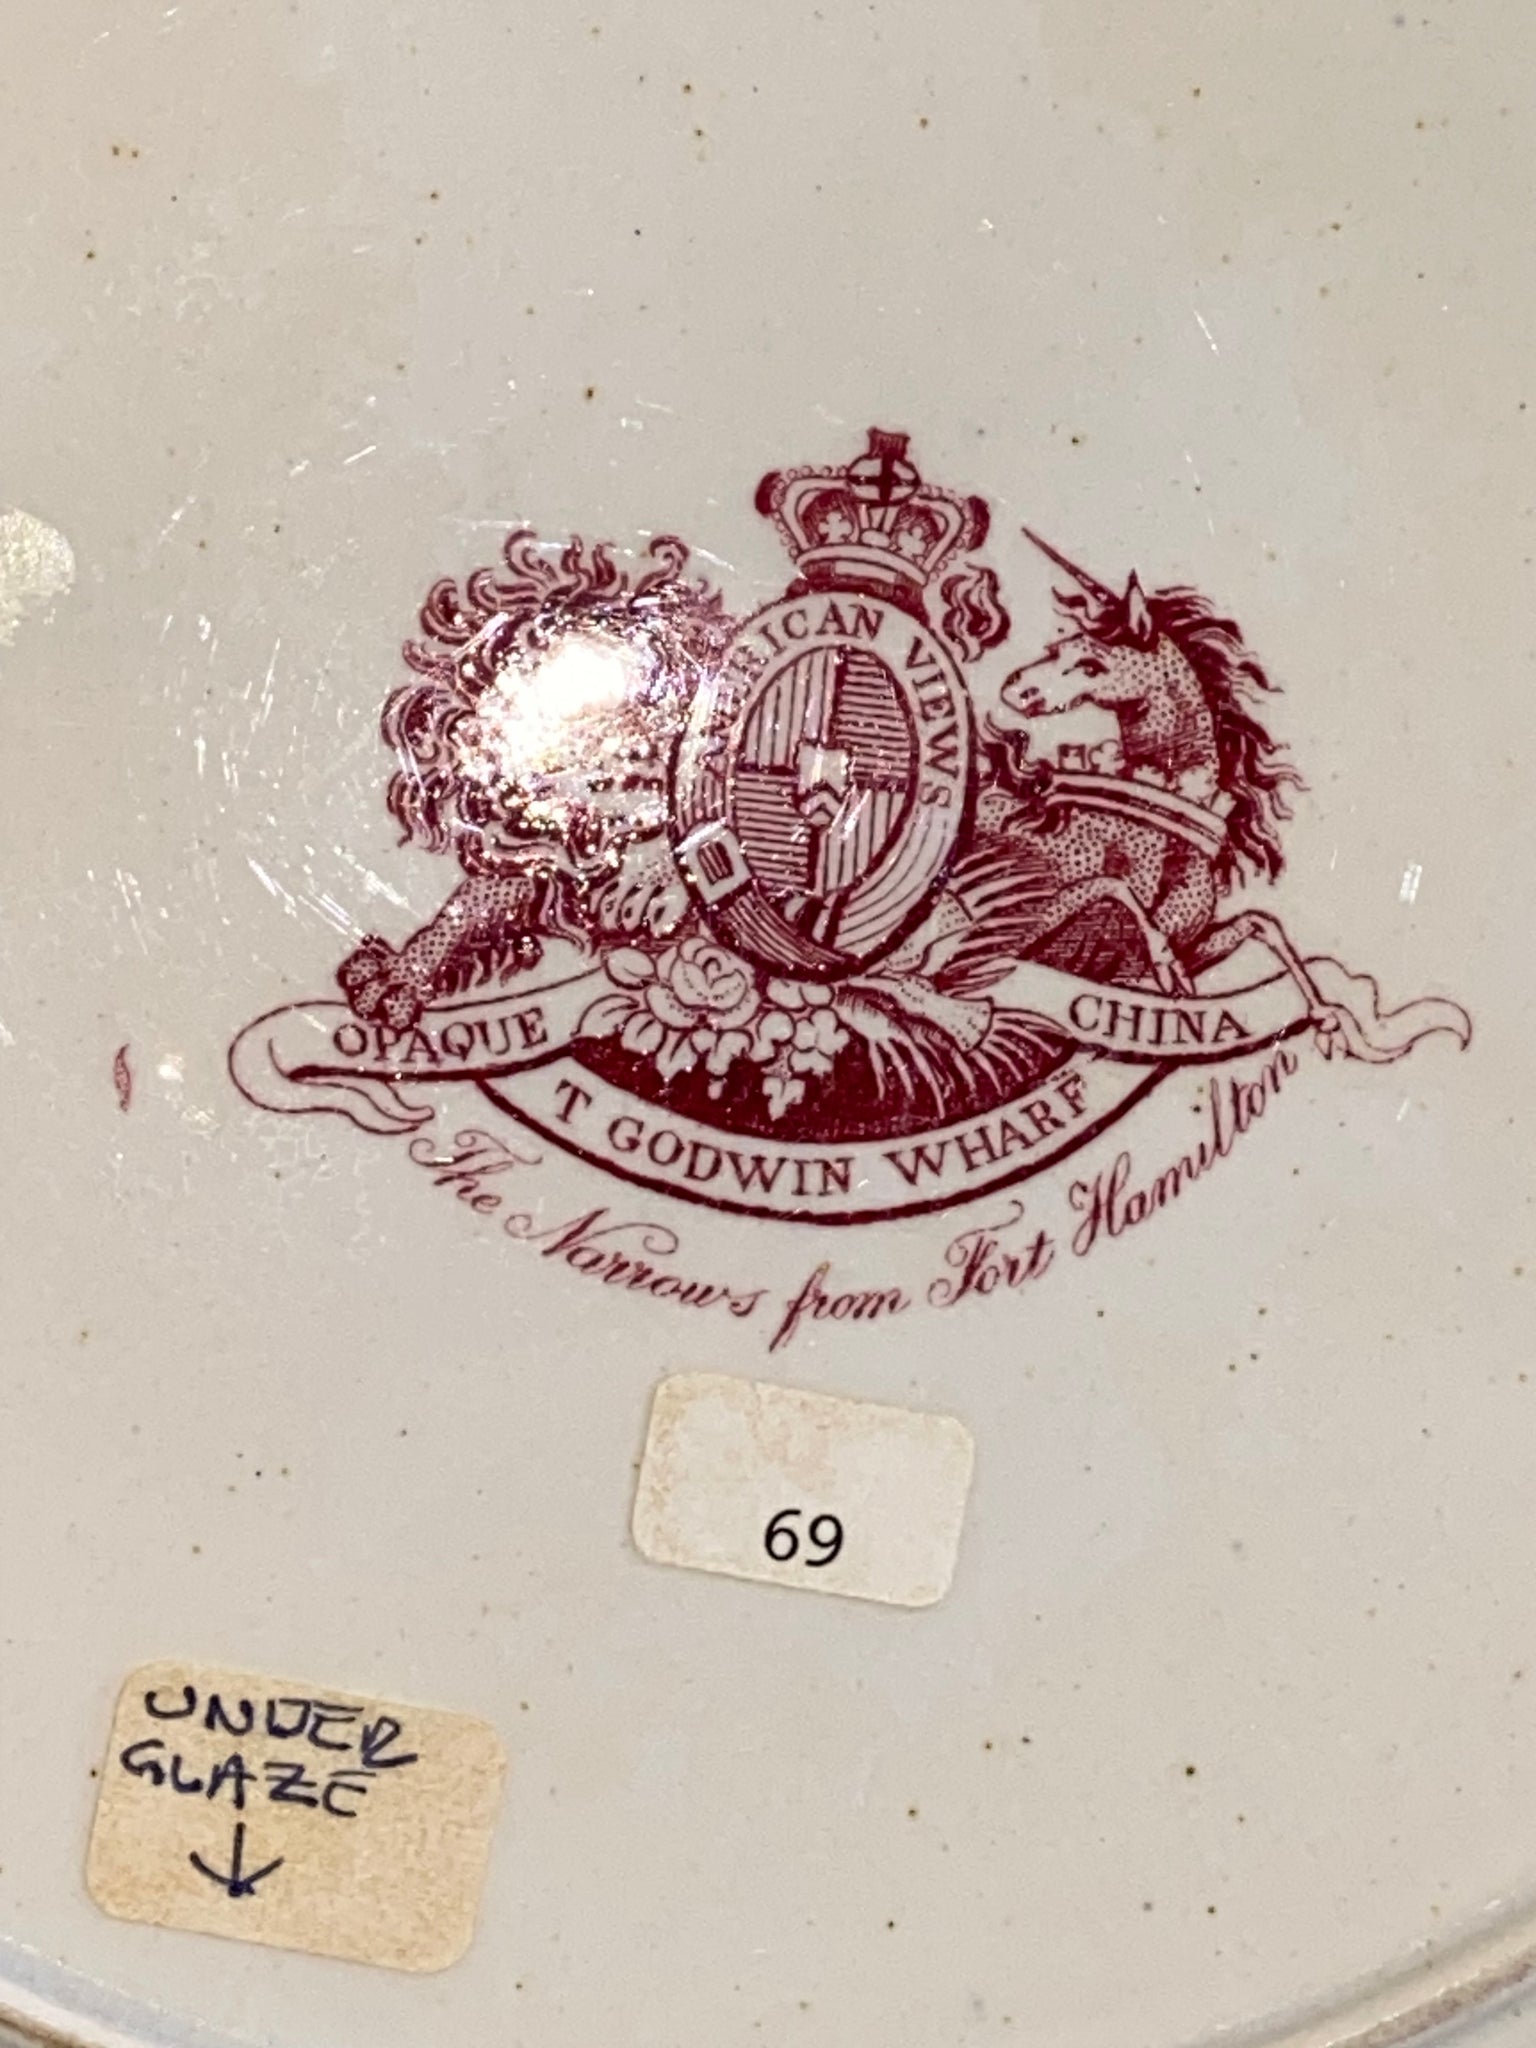 AMERICAN VIEWS
OPAQUE CHINA
T GODWIN WHARF
The Narrows from Fort Hamilton
69
UNDER
GLAZE